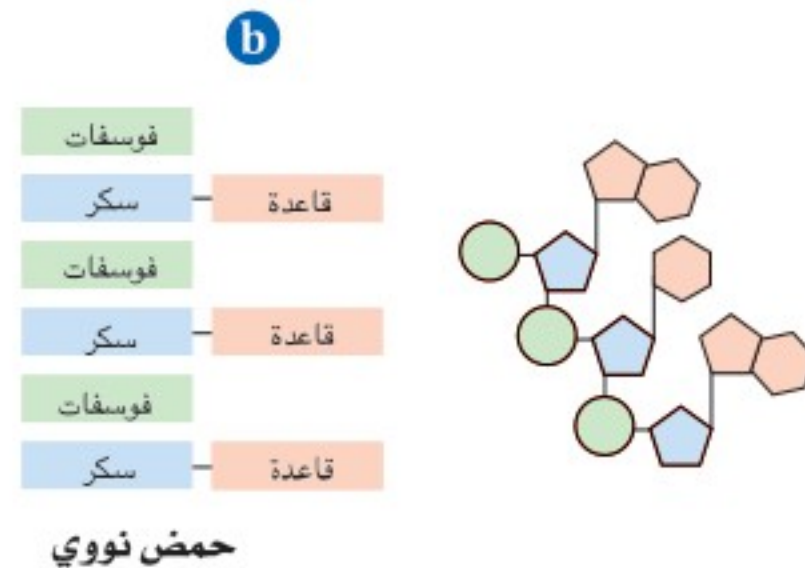 b
فوسفات
سكر قاعدة
فوسفات
سكر قاعدة
فوسفات
سكر قاعدة
حمض نووي